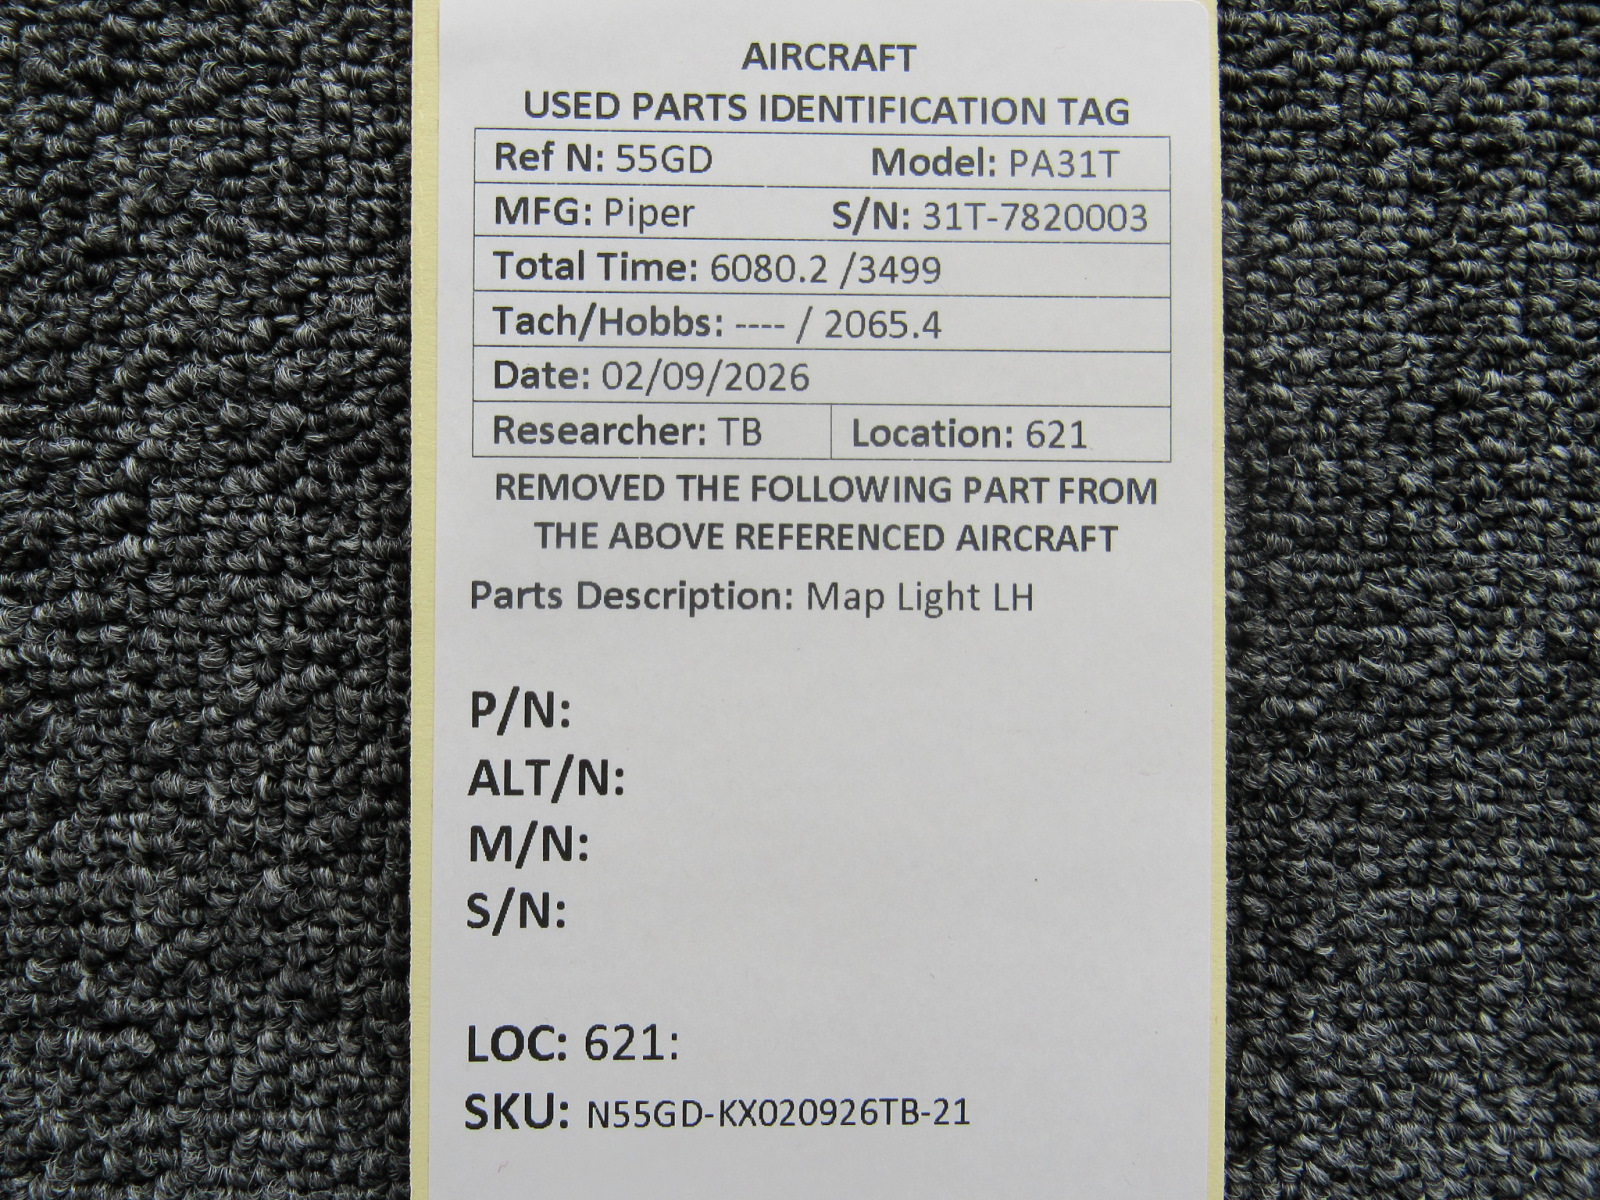 AIRCRAFT
USED PARTS IDENTIFICATION TAG
Ref N: 55GD Model: PA31T
MFG: Piper S/N: 31T-7820003
Total Time: 6080.2 /3499
Tach/Hobbs: ---- / 2065.4
Date: 02/09/2026
Researcher: TB Location: 621
REMOVED THE FOLLOWING PART FROM
THE ABOVE REFERENCED AIRCRAFT
Parts Description: Map Light LH
P/N:
ALT/N:
M/N:
S/N:
LOC: 621:
SKU: N55GD-KX020926TB-21